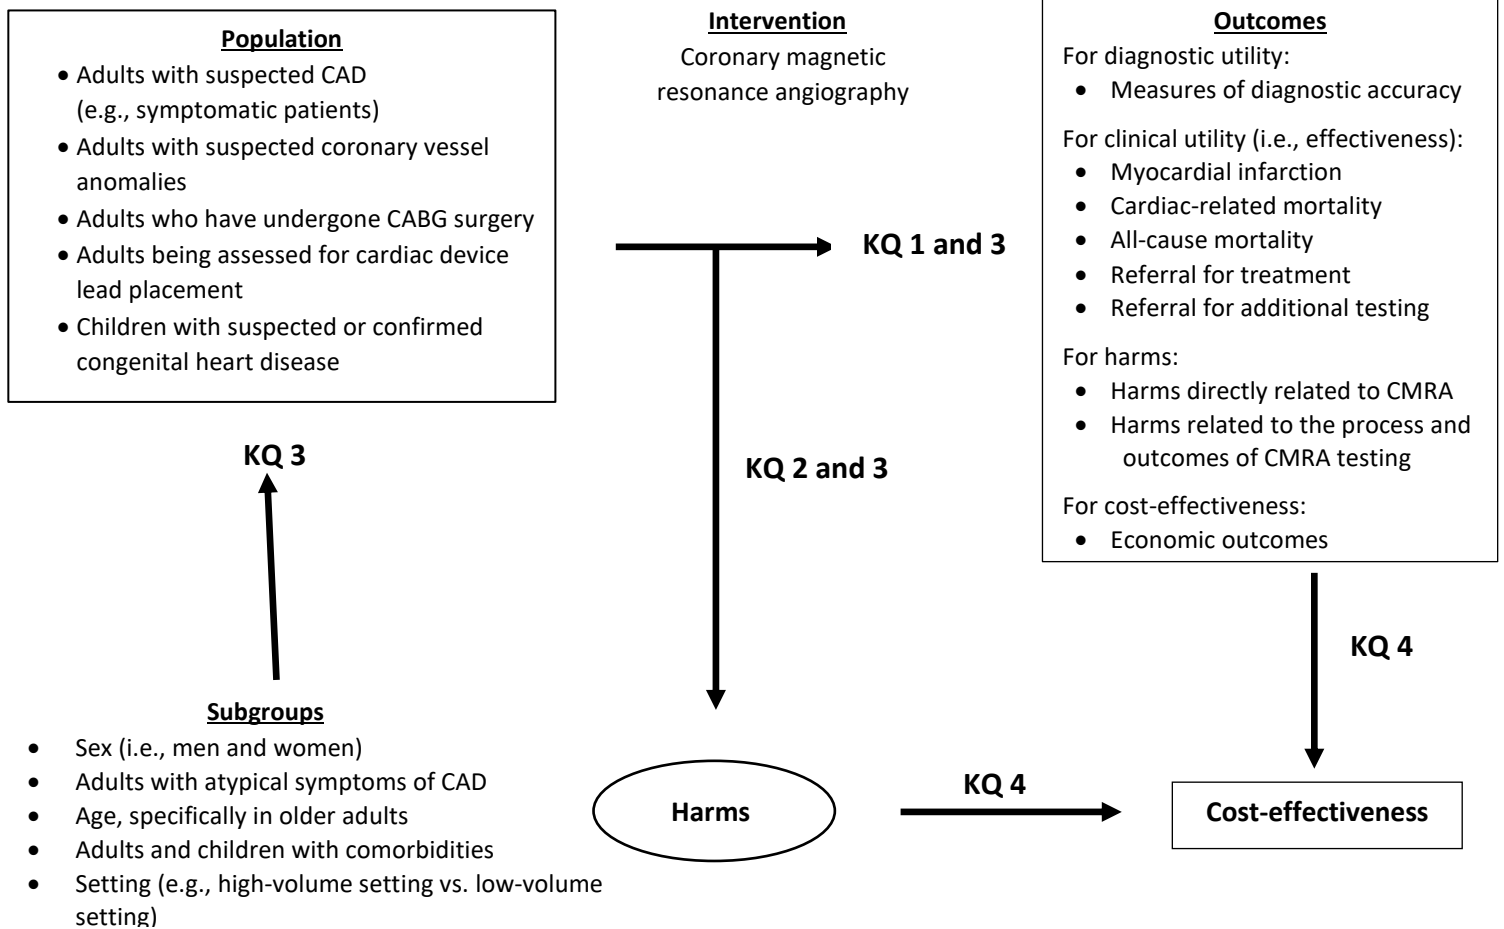 Population
• Adults with suspected CAD
(e.g., symptomatic patients)
• Adults with suspected coronary vessel
anomalies
• Adults who have undergone CABG surgery
• Adults being assessed for cardiac device
lead placement
• Children with suspected or confirmed
congenital heart disease
Intervention
Coronary magnetic
resonance angiography
KQ 1 and 3
Outcomes
For diagnostic utility:
• Measures of diagnostic accuracy
For clinical utility (i.e., effectiveness):
• Myocardial infarction
• Cardiac-related mortality
• All-cause mortality
• Referral for treatment
• Referral for additional testing
For harms:
• Harms directly related to CMRA
• Harms related to the process and
outcomes of CMRA testing
For cost-effectiveness:
• Economic outcomes
KQ 3
KQ 2 and 3
KQ 4
Subgroups
• Sex (i.e., men and women)
• Adults with atypical symptoms of CAD
• Age, specifically in older adults
• Adults and children with comorbidities
• Setting (e.g., high-volume setting vs. low-volume
setting)
Harms
KQ 4
Cost-effectiveness